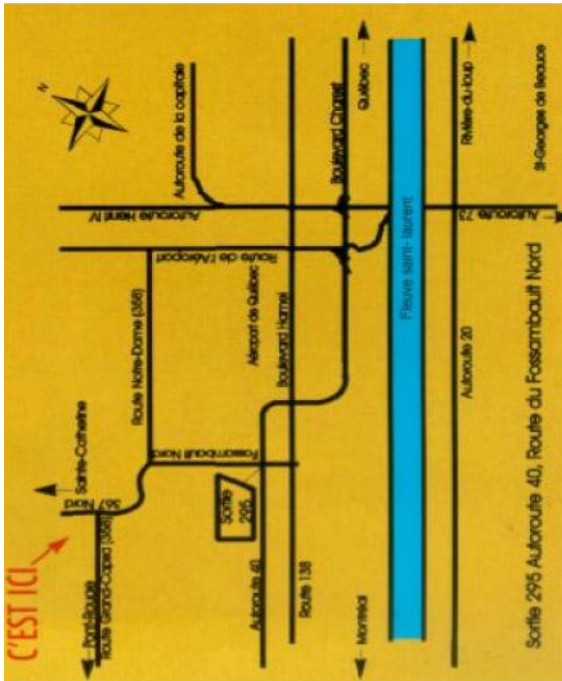 C'EST ICI
N
Pont-Rouge
Route Grand-Capsa (358)
367 Nord
Sainte-Catherine
Route Notre-Dame (358)
Autoroute de la capitale
Autoroute Henri IV
Route de l'Aéroport
Fossambault Nord
Sortie
295
Autoroute 40
Aéroport de Québec
Boulevard Hamel
Route 138
Boulevard Charest
Québec
Montréal
Fleuve saint- laurent
Autoroute 20
Autoroute 73
Rivière-du-loup
St-Georges de Beauce
Sortie 295 Autoroute 40, Route du Fossambault Nord